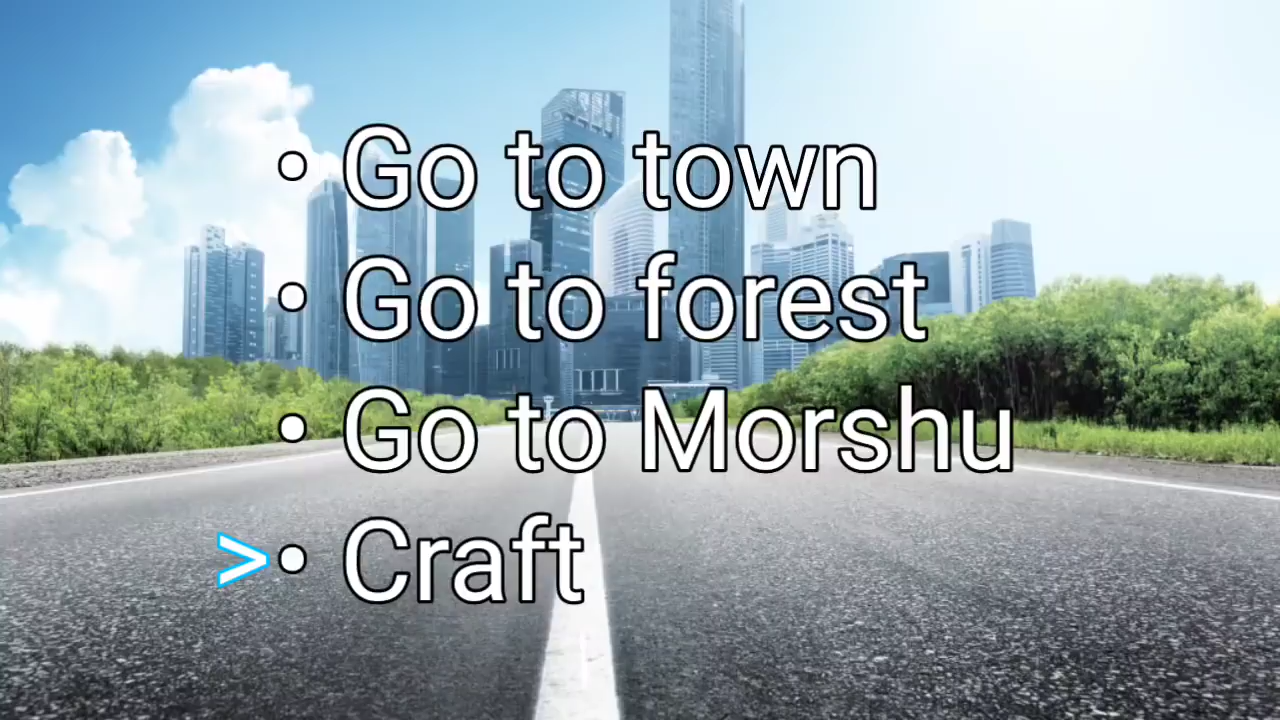 • Go to town
• Go to forest
• Go to Morshu
>• Craft